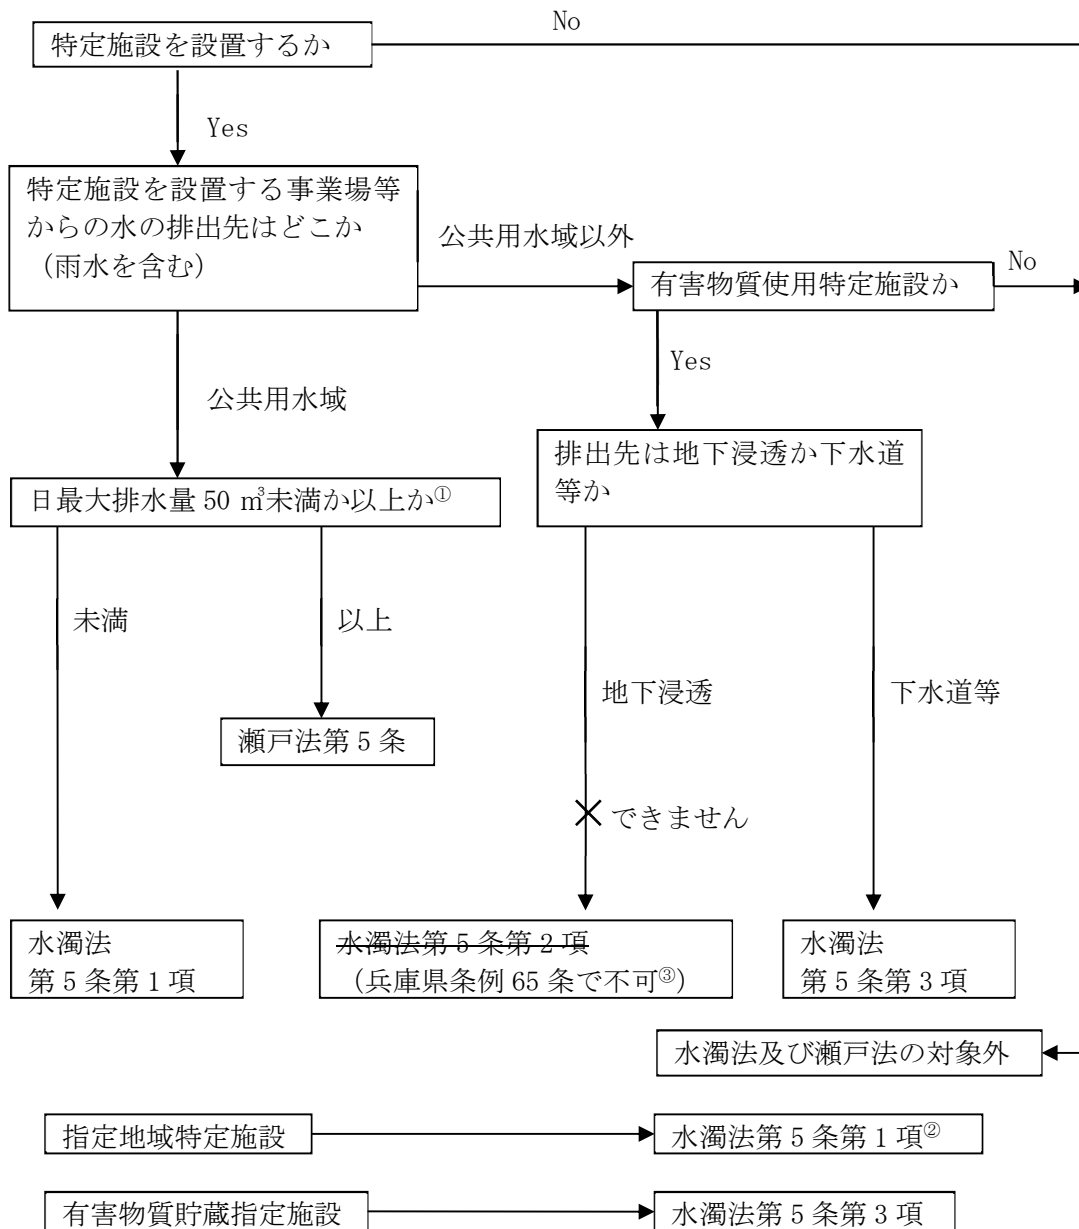 No
特定施設を設置するか
Yes
特定施設を設置する事業場等
からの水の排出先はどこか
（雨水を含む）
公共用水域以外
No
有害物質使用特定施設か
Yes
公共用水域
排出先は地下浸透か下水道
等か
日最大排水量 50 ㎥未満か以上か①
未満
以上
地下浸透
下水道等
瀬戸法第 5 条
できません
水濁法
第 5 条第 1 項
水濁法第 5 条第 2 項
（兵庫県条例 65 条で不可③）
水濁法
第 5 条第 3 項
水濁法及び瀬戸法の対象外
指定地域特定施設
水濁法第 5 条第 1 項②
有害物質貯蔵指定施設
水濁法第 5 条第 3 項